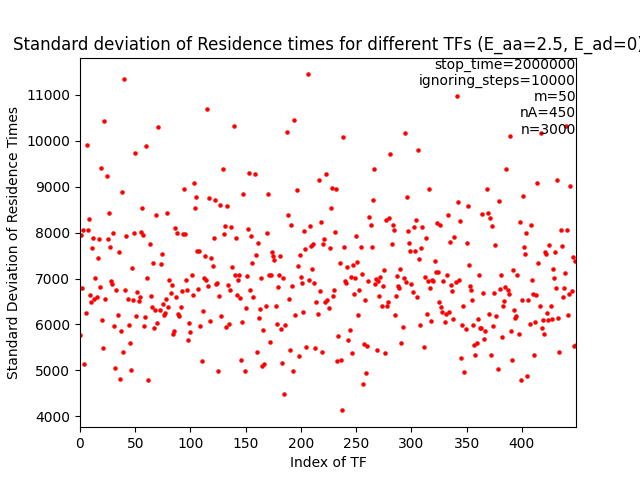 Standard deviation of Residence times for different TFs (E_aa=2.5, E_ad=0)
stop_time=2000000
ignoring_steps=10000
m=50
nA=450
n=3000
Standard Deviation of Residence Times
11000
10000
9000
8000
7000
6000
5000
4000
0 50 100 150 200 250 300 350 400
Index of TF